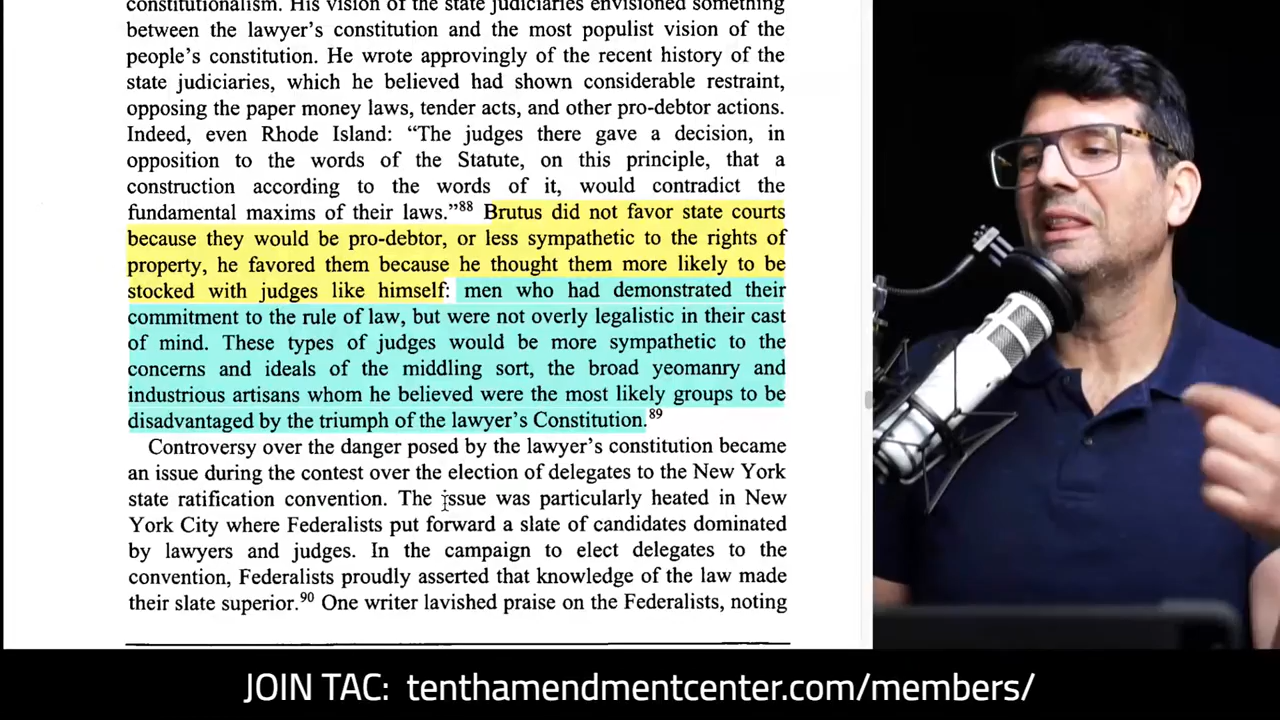 constitutionalism. His vision of the state judiciaries envisioned something
between the lawyer's constitution and the most populist vision of the
people's constitution. He wrote approvingly of the recent history of the
state judiciaries, which he believed had shown considerable restraint,
opposing the paper money laws, tender acts, and other pro-debtor actions.
Indeed, even Rhode Island: “The judges there gave a decision, in
opposition to the words of the Statute, on this principle, that a
construction according to the words of it, would contradict the
fundamental maxims of their laws.”88 Brutus did not favor state courts
because they would be pro-debtor, or less sympathetic to the rights of
property, he favored them because he thought them more likely to be
stocked with judges like himself: men who had demonstrated their
commitment to the rule of law, but were not overly legalistic in their cast
of mind. These types of judges would be more sympathetic to the
concerns and ideals of the middling sort, the broad yeomanry and
industrious artisans whom he believed were the most likely groups to be
disadvantaged by the triumph of the lawyer's Constitution.89
Controversy over the danger posed by the lawyer's constitution became
an issue during the contest over the election of delegates to the New York
state ratification convention. The issue was particularly heated in New
York City where Federalists put forward a slate of candidates dominated
by lawyers and judges. In the campaign to elect delegates to the
convention, Federalists proudly asserted that knowledge of the law made
their slate superior.90 One writer lavished praise on the Federalists, noting
JOIN TAC: tenthamendmentcenter.com/members/